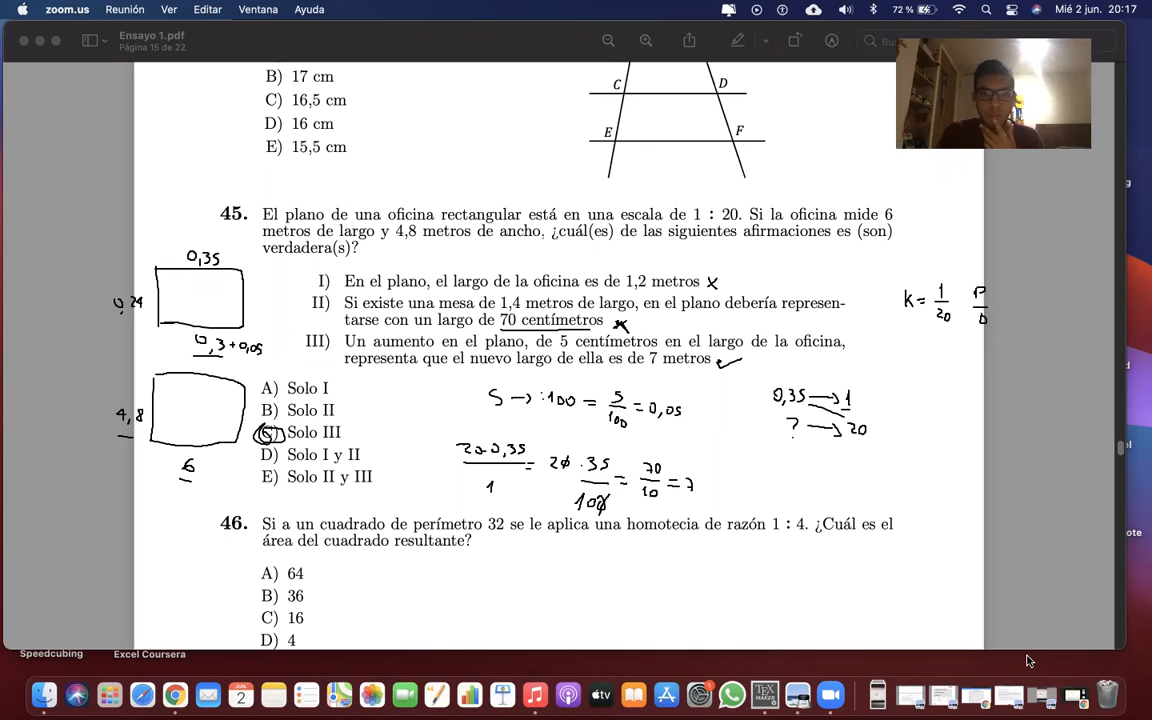 zoom.us Reunión Ver Editar Ventana Ayuda 72 % Mié 2 jun. 20:17
Ensayo 1.pdf
Página 15 de 22
B) 17 cm
C) 16,5 cm
D) 16 cm
E) 15,5 cm
C D
E F
45. El plano de una oficina rectangular está en una escala de 1 : 20. Si la oficina mide 6
metros de largo y 4,8 metros de ancho, ¿cuál(es) de las siguientes afirmaciones es (son)
verdadera(s)?
0,35
0,24
0,3 + 0,05
I) En el plano, el largo de la oficina es de 1,2 metros x
II) Si existe una mesa de 1,4 metros de largo, en el plano debería represen-
tarse con un largo de 70 centímetros x
III) Un aumento en el plano, de 5 centímetros en el largo de la oficina,
representa que el nuevo largo de ella es de 7 metros ✓
k = 1/20 P/D
4,8
6
A) Solo I
B) Solo II
C) Solo III
D) Solo I y II
E) Solo II y III
5 → :100 = 5/100 = 0,05
0,35 → 1
? → 20
20·0,35/1 = 20·35/100 = 70/10 = 7
46. Si a un cuadrado de perímetro 32 se le aplica una homotecia de razón 1 : 4. ¿Cuál es el
área del cuadrado resultante?
A) 64
B) 36
C) 16
D) 4
Speedcubing Excel Coursera